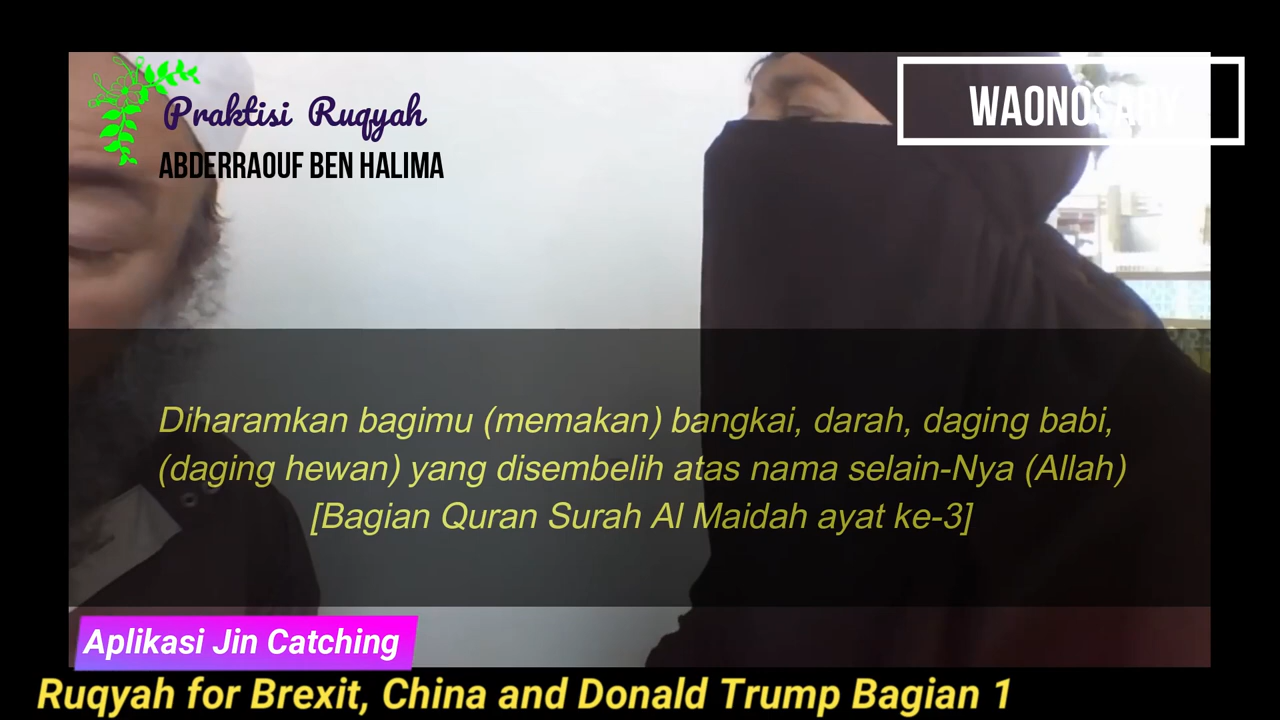 Praktisi Ruqyah
ABDERRAOUF BEN HALIMA
WAONOSARY
Diharamkan bagimu (memakan) bangkai, darah, daging babi,
(daging hewan) yang disembelih atas nama selain-Nya (Allah)
[Bagian Quran Surah Al Maidah ayat ke-3]
Aplikasi Jin Catching
Ruqyah for Brexit, China and Donald Trump Bagian 1